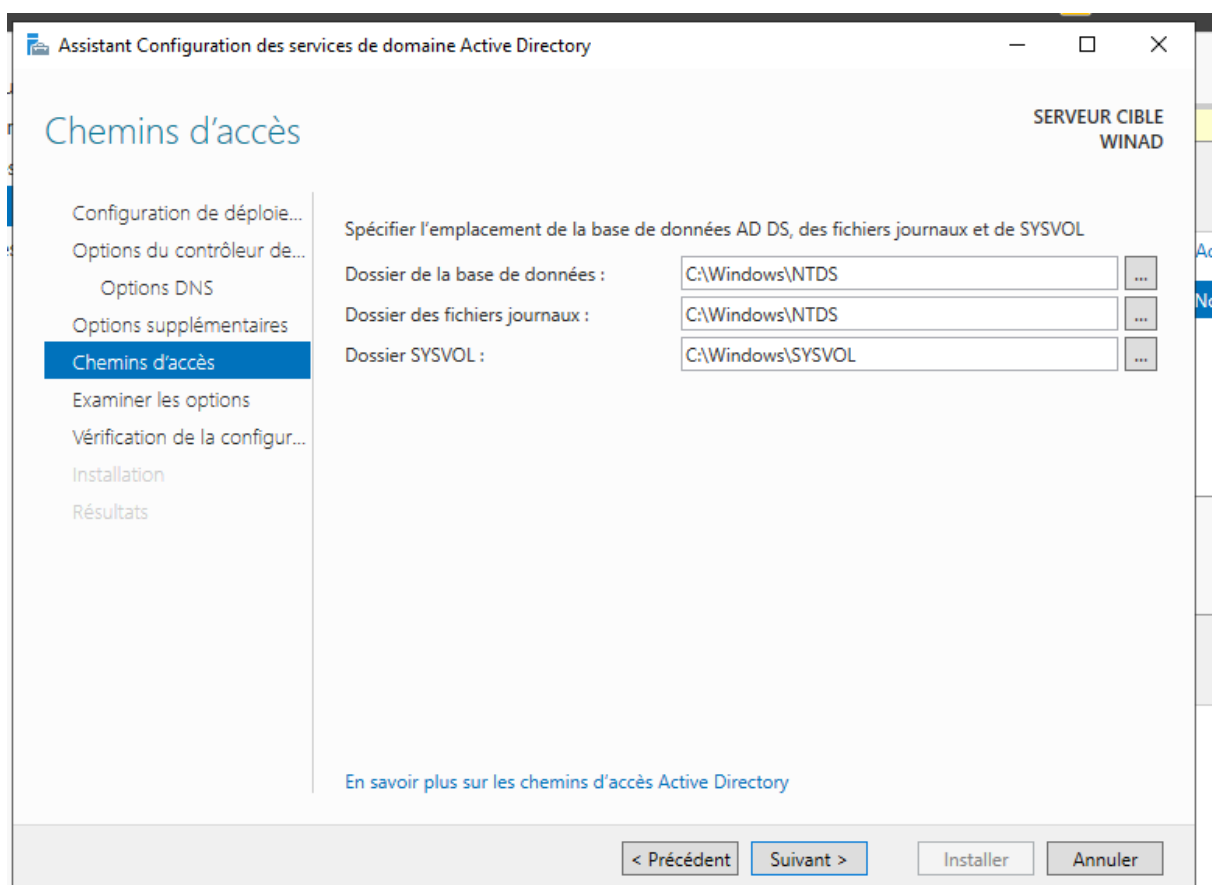 Assistant Configuration des services de domaine Active Directory
Chemins d’accès
SERVEUR CIBLE
WINAD
Configuration de déploie...
Options du contrôleur de...
Options DNS
Options supplémentaires
Chemins d’accès
Examiner les options
Vérification de la configur...
Installation
Résultats
Spécifier l’emplacement de la base de données AD DS, des fichiers journaux et de SYSVOL
Dossier de la base de données : C:\Windows\NTDS ...
Dossier des fichiers journaux : C:\Windows\NTDS ...
Dossier SYSVOL : C:\Windows\SYSVOL ...
En savoir plus sur les chemins d’accès Active Directory
< Précédent Suivant > Installer Annuler